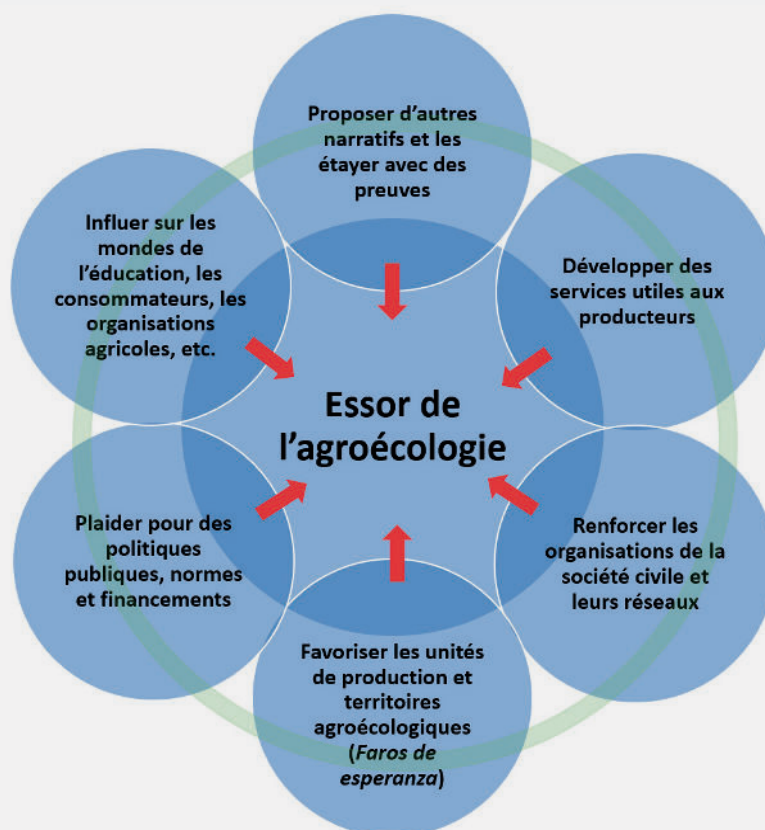 Proposer d’autres
narratifs et les
étayer avec des
preuves
Influer sur les
mondes de
l’éducation, les
consommateurs, les
organisations
agricoles, etc.
Développer des
services utiles aux
producteurs
Essor de
l’agroécologie
Plaider pour des
politiques
publiques, normes
et financements
Renforcer les
organisations de la
société civile et
leurs réseaux
Favoriser les unités
de production et
territoires
agroécologiques
(Faros de
esperanza)